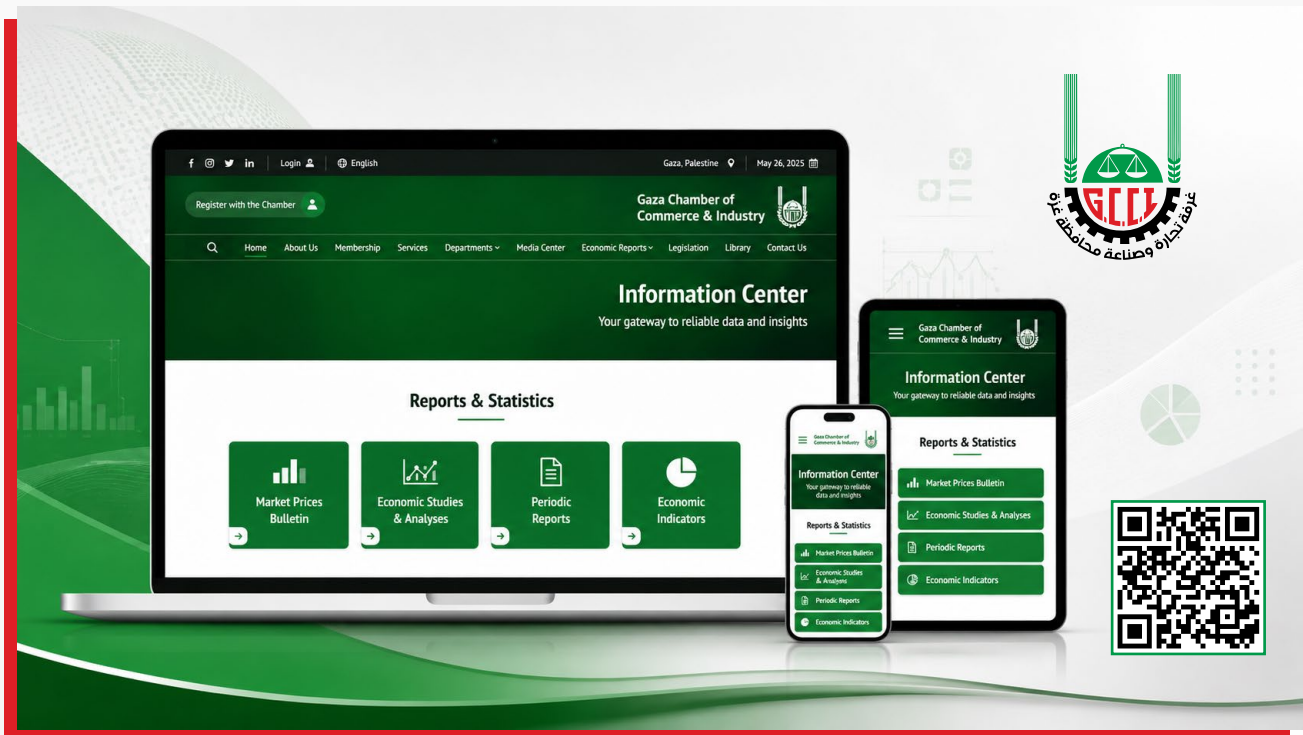 Login
English
Gaza, Palestine
May 26, 2025
Register with the Chamber
Gaza Chamber of
Commerce & Industry
Home About Us Membership Services Departments Media Center Economic Reports Legislation Library Contact Us
Information Center
Your gateway to reliable data and insights
Reports & Statistics
Market Prices
Bulletin
Economic Studies
& Analyses
Periodic
Reports
Economic
Indicators
Gaza Chamber of
Commerce & Industry
Information Center
Your gateway to reliable
data and insights
Reports & Statistics
Market Prices Bulletin
Economic Studies
& Analyses
Periodic Reports
Economic Indicators
Gaza Chamber of
Commerce & Industry
Information Center
Your gateway to reliable data and insights
Reports & Statistics
Market Prices Bulletin
Economic Studies & Analyses
Periodic Reports
Economic Indicators
G.C.C.I.
غرفة تجارة وصناعة محافظة غزة